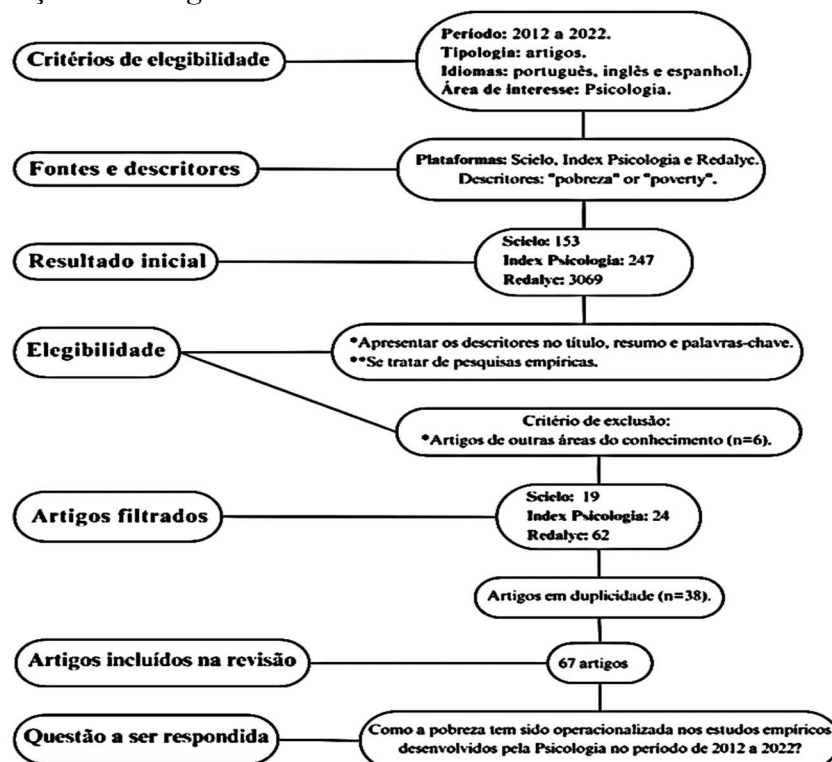 Critérios de elegibilidade
Período: 2012 a 2022.
Tipologia: artigos.
Idiomas: português, inglês e espanhol.
Área de interesse: Psicologia.
Fontes e descritores
Plataformas: Scielo, Index Psicologia e Redalyc.
Descritores: "pobreza" or "poverty".
Resultado inicial
Scielo: 153
Index Psicologia: 247
Redalyc: 3069
Elegibilidade
*Apresentar os descritores no título, resumo e palavras-chave.
**Se tratar de pesquisas empíricas.
Critério de exclusão:
*Artigos de outras áreas do conhecimento (n=6).
Artigos filtrados
Scielo: 19
Index Psicologia: 24
Redalyc: 62
Artigos em duplicidade (n=38).
Artigos incluídos na revisão
67 artigos
Questão a ser respondida
Como a pobreza tem sido operacionalizada nos estudos empíricos
desenvolvidos pela Psicologia no período de 2012 a 2022?